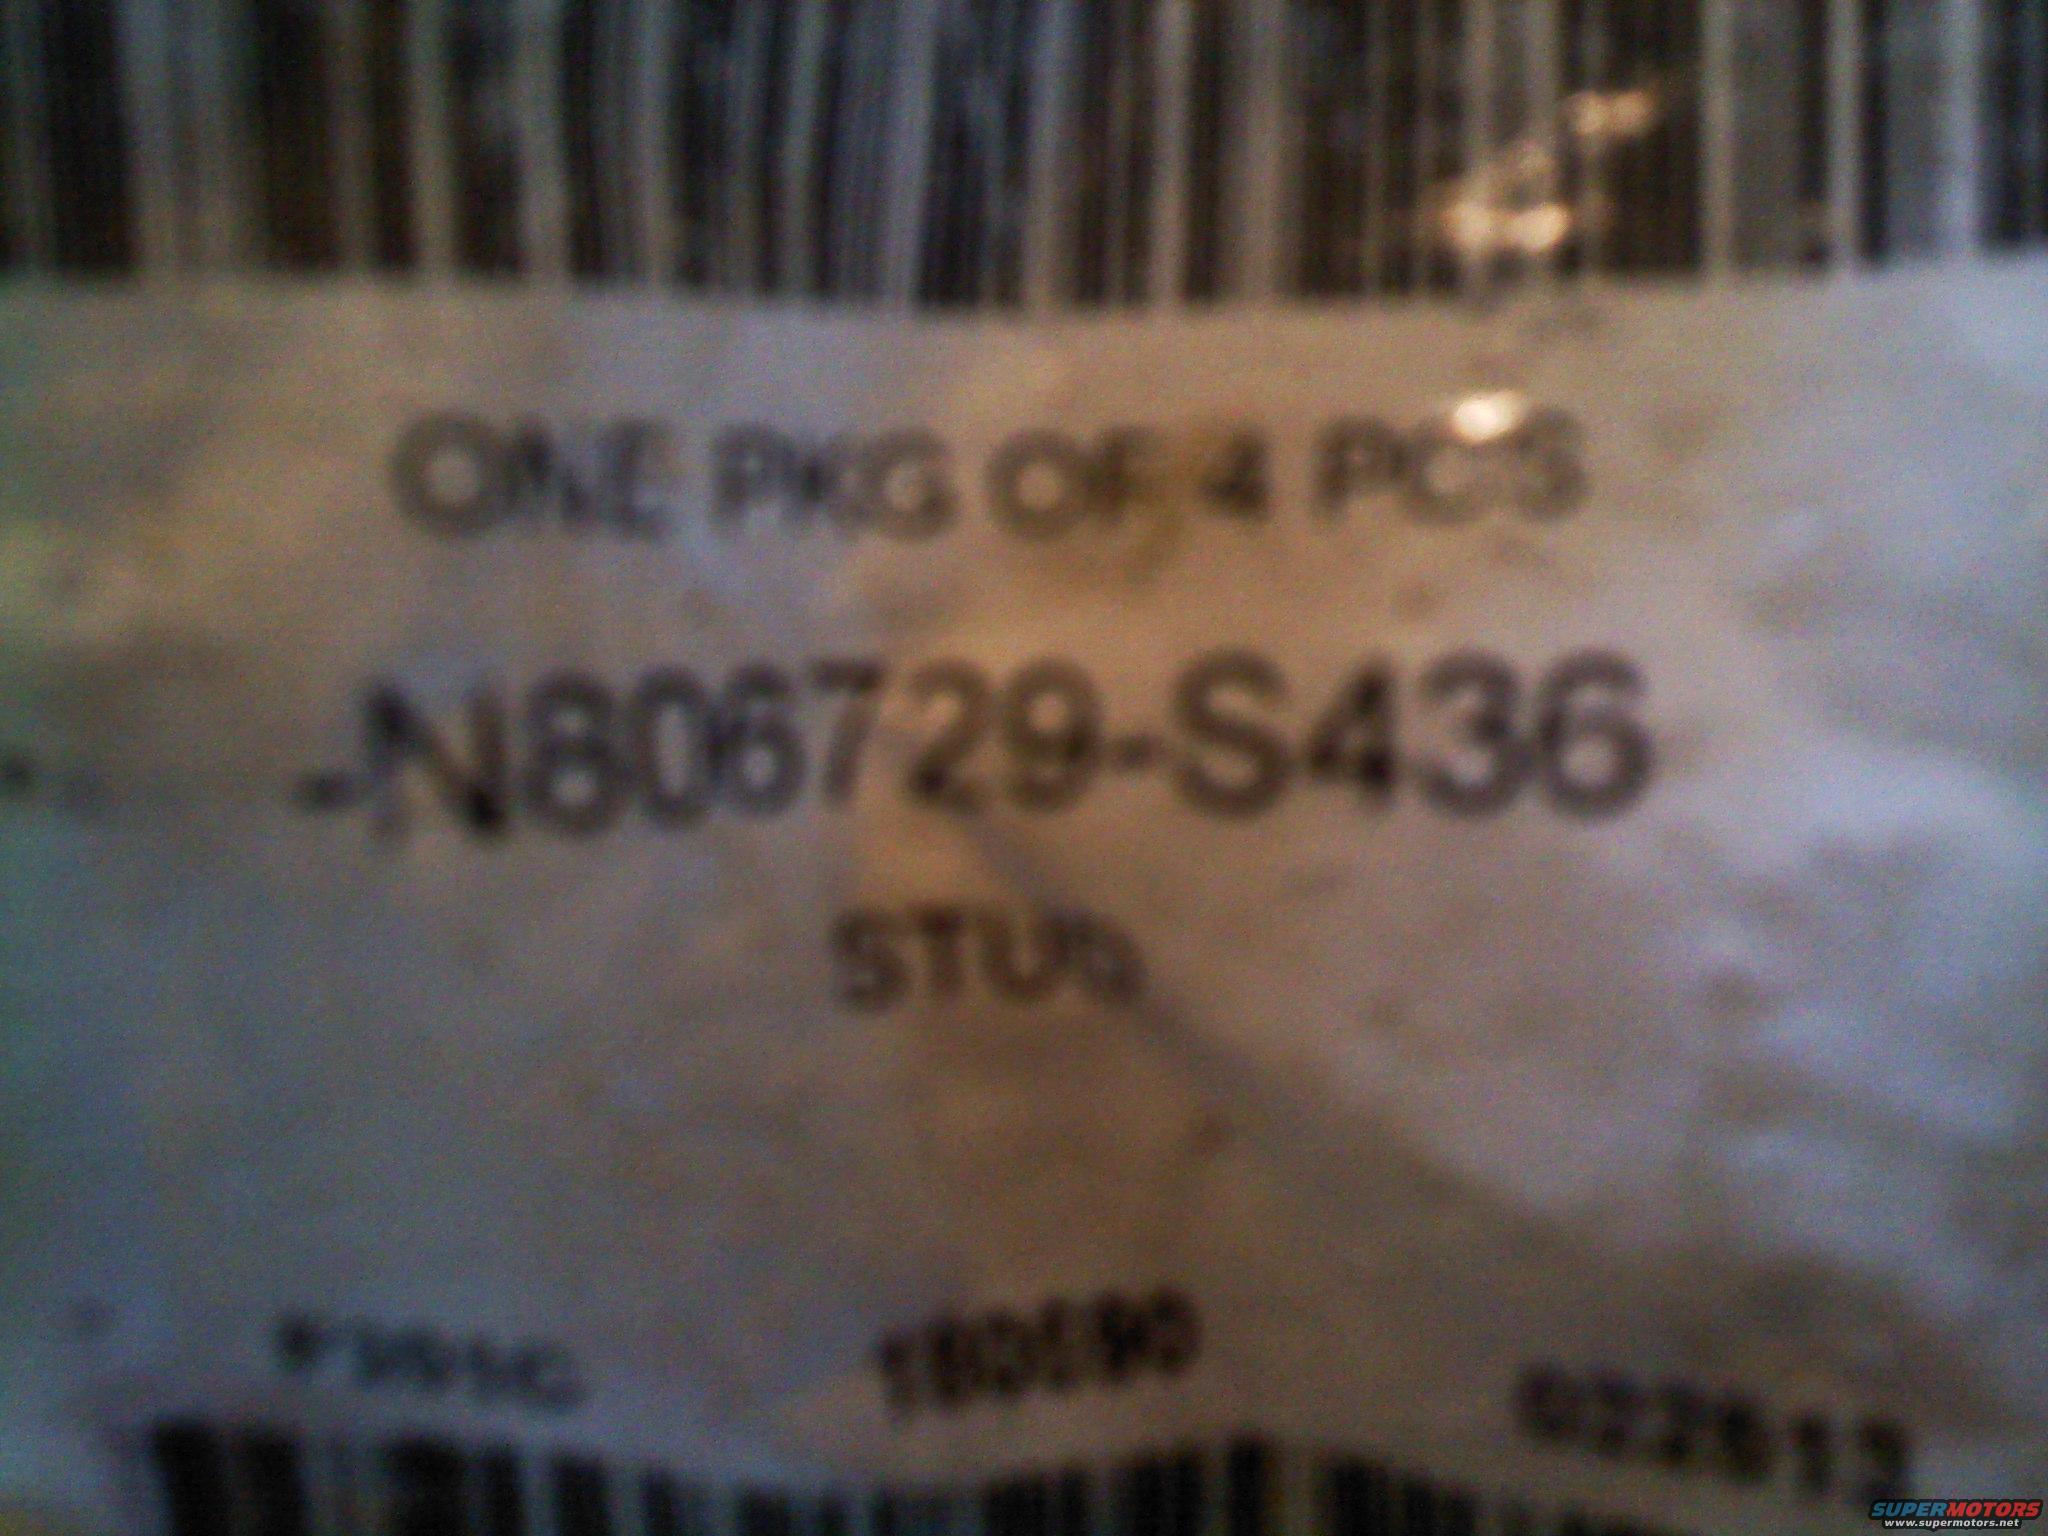 ONE PKG OF 4 PCS
-N806729-S436
STUD
SUPERMOTORS
www.supermotors.net